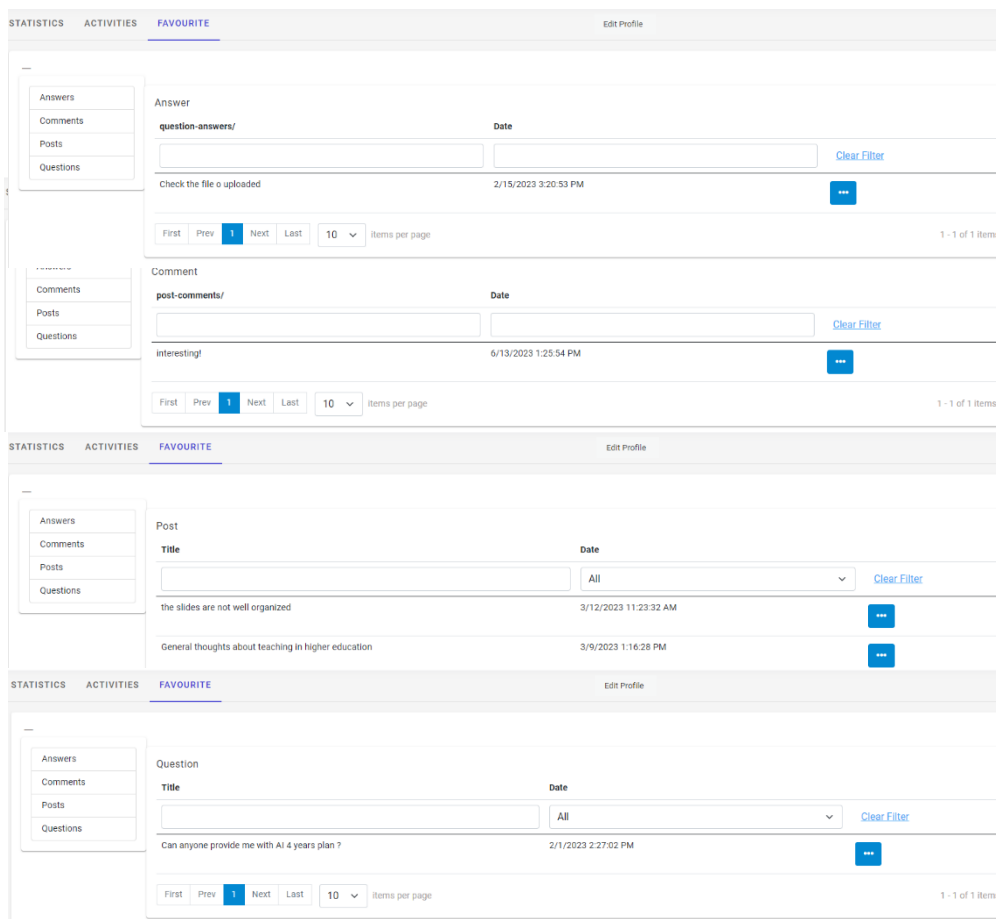 STATISTICS ACTIVITIES FAVOURITE Edit Profile
Answers
Comments
Posts
Questions
Answer
question-answers/ Date
Clear Filter
Check the file o uploaded 2/15/2023 3:20:53 PM
First Prev 1 Next Last 10 items per page 1 - 1 of 1 items
Comments
Posts
Questions
Comment
post-comments/ Date
Clear Filter
interesting! 6/13/2023 1:25:54 PM
First Prev 1 Next Last 10 items per page 1 - 1 of 1 items
STATISTICS ACTIVITIES FAVOURITE Edit Profile
Answers
Comments
Posts
Questions
Post
Title Date
All Clear Filter
the slides are not well organized 3/12/2023 11:23:32 AM
General thoughts about teaching in higher education 3/9/2023 1:16:28 PM
STATISTICS ACTIVITIES FAVOURITE Edit Profile
Answers
Comments
Posts
Questions
Question
Title Date
All Clear Filter
Can anyone provide me with AI 4 years plan ? 2/1/2023 2:27:02 PM
First Prev 1 Next Last 10 items per page 1 - 1 of 1 items